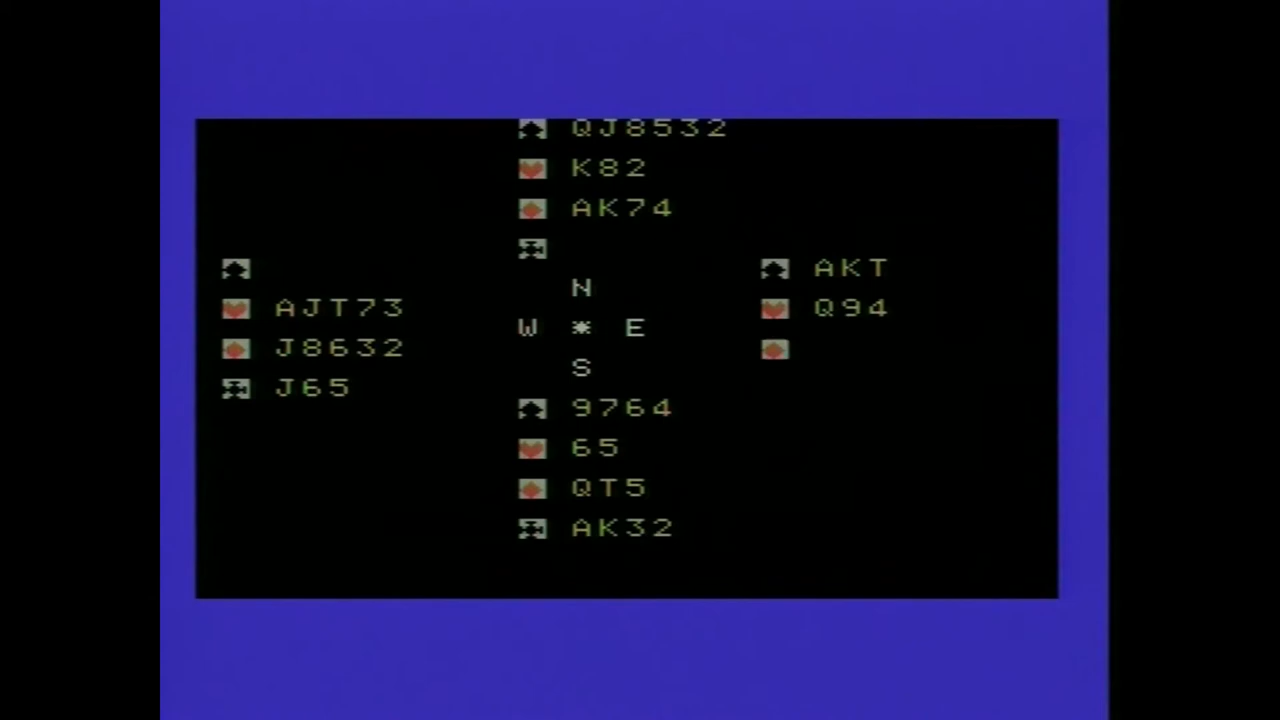 QJ8532
K82
AK74
N
AKT
AJT73
Q94
W * E
J8632
S
J65
9764
65
QT5
AK32